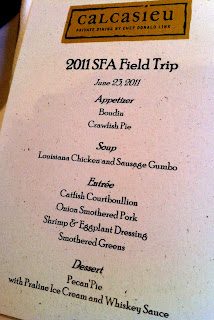 CALCASIEU
PRIVATE DINING BY CHEF DONALD LINK
2011 SFA Field Trip
June 23, 2011
Appetizer
Boudin
Crawfish Pie
Soup
Louisiana Chicken and Sausage Gumbo
Entrée
Catfish Courtboullion
Onion Smothered Pork
Shrimp & Eggplant Dressing
Smothered Greens
Dessert
Pecan Pie
with Praline Ice Cream and Whiskey Sauce